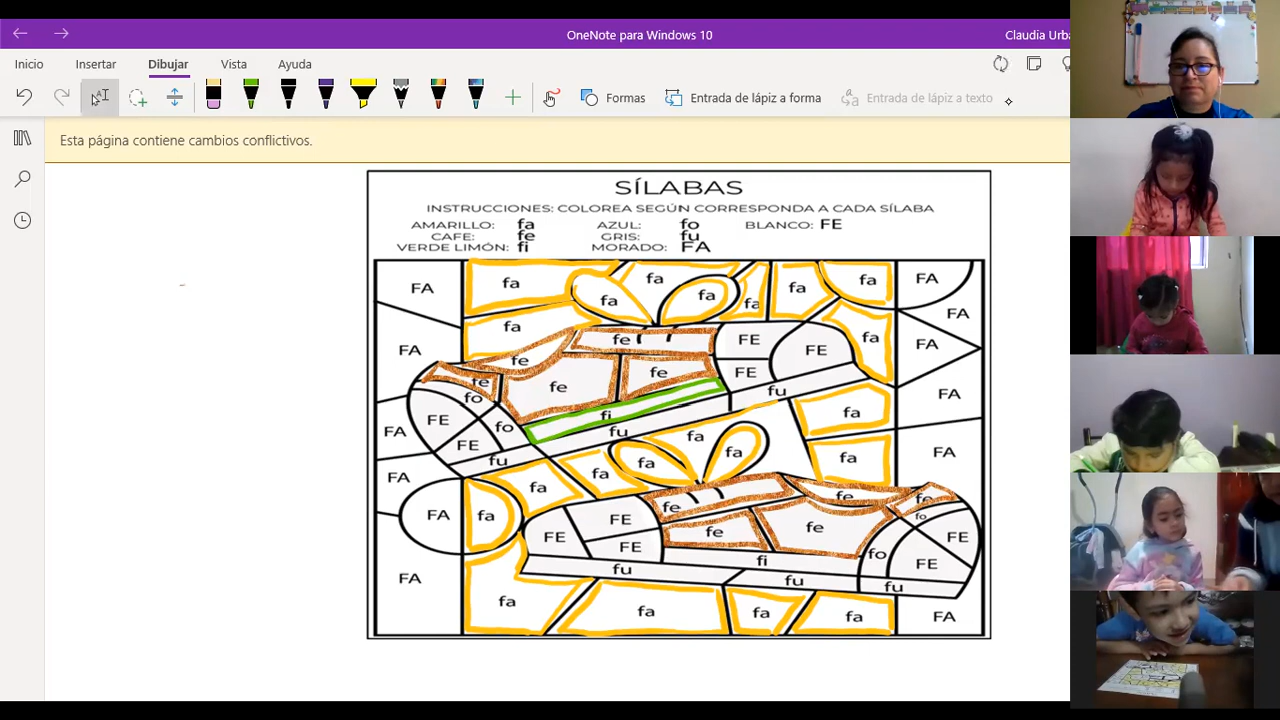 OneNote para Windows 10
Claudia Urba
Inicio Insertar Dibujar Vista Ayuda
Formas Entrada de lápiz a forma Entrada de lápiz a texto
Esta página contiene cambios conflictivos.
SÍLABAS
INSTRUCCIONES: COLOREA SEGÚN CORRESPONDA A CADA SÍLABA
AMARILLO: fa AZUL: fo BLANCO: FE
CAFE: fe GRIS: fu
VERDE LIMÓN: fi MORADO: FA
FA fa fa fa fa fa fa fa FA
fa FA
FA fe fe FE FE fa FA
fe fo fe fe FE fu FA
FA FE fo fi fu fa
FE fu fa fa FA
FA fa fa fa fa
FA fa fe fe fe
FE FE fe fe fo FE
FE fi fo FE
FA fu fu fu
fa fa fa fa FA